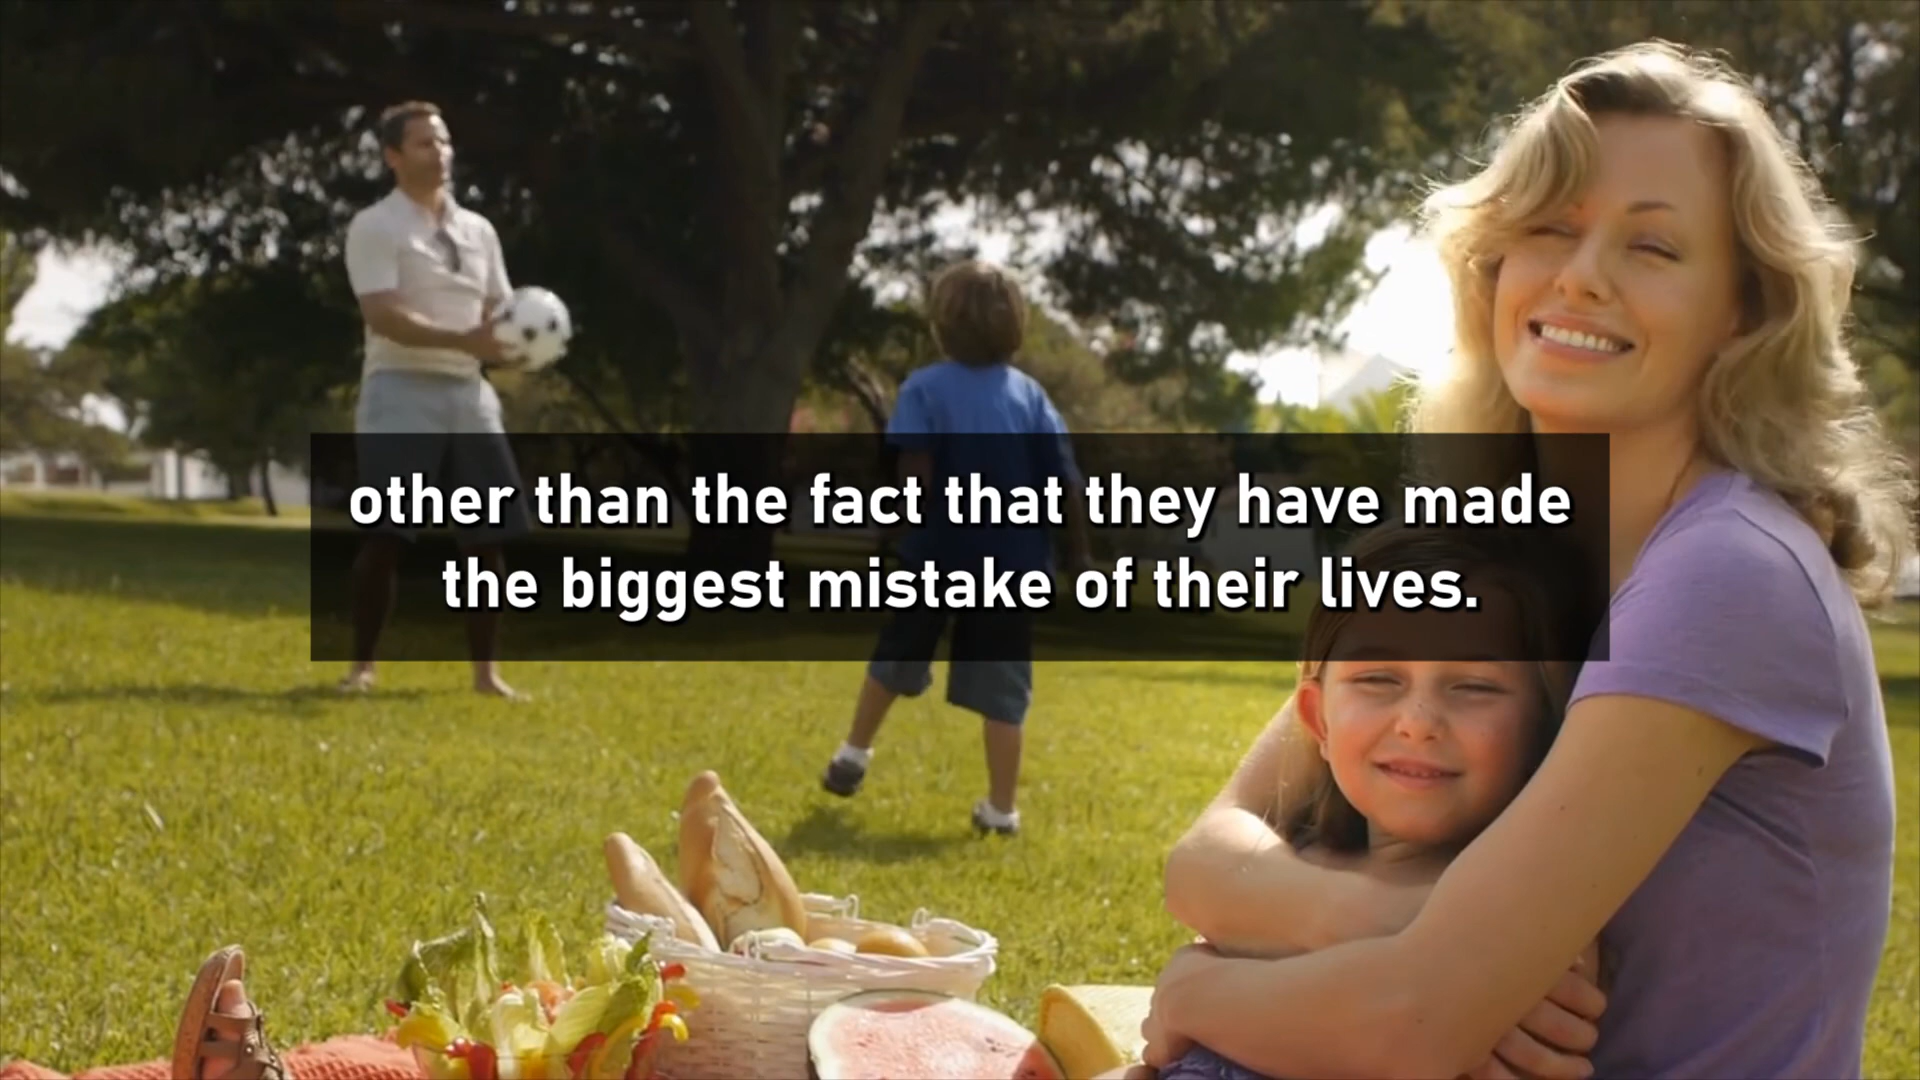 other than the fact that they have made
the biggest mistake of their lives.